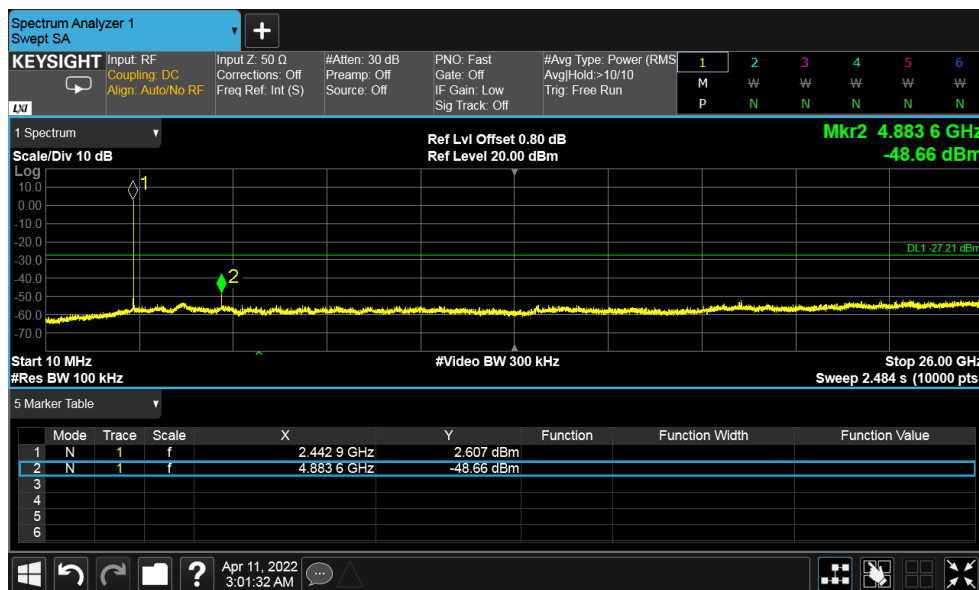 Spectrum Analyzer 1
Swept SA
+
KEYSIGHT
LXI
Input: RF
Coupling: DC
Align: Auto/No RF
Input Z: 50 Ω
Corrections: Off
Freq Ref: Int (S)
#Atten: 30 dB
Preamp: Off
Source: Off
PNO: Fast
Gate: Off
IF Gain: Low
Sig Track: Off
#Avg Type: Power (RMS
Avg|Hold:>10/10
Trig: Free Run
1 2 3 4 5 6
M W W W W W
P N N N N N
1 Spectrum
Scale/Div 10 dB
Ref Lvl Offset 0.80 dB
Ref Level 20.00 dBm
Mkr2 4.883 6 GHz
-48.66 dBm
Log
10.0
0.00
-10.0
-20.0
-30.0
-40.0
-50.0
-60.0
-70.0
1
2
DL1 -27.21 dBm
Start 10 MHz
#Res BW 100 kHz
#Video BW 300 kHz
Stop 26.00 GHz
Sweep 2.484 s (10000 pts
5 Marker Table
Mode Trace Scale X Y Function Function Width Function Value
1 N 1 f 2.442 9 GHz 2.607 dBm
2 N 1 f 4.883 6 GHz -48.66 dBm
3
4
5
6
?
Apr 11, 2022
3:01:32 AM